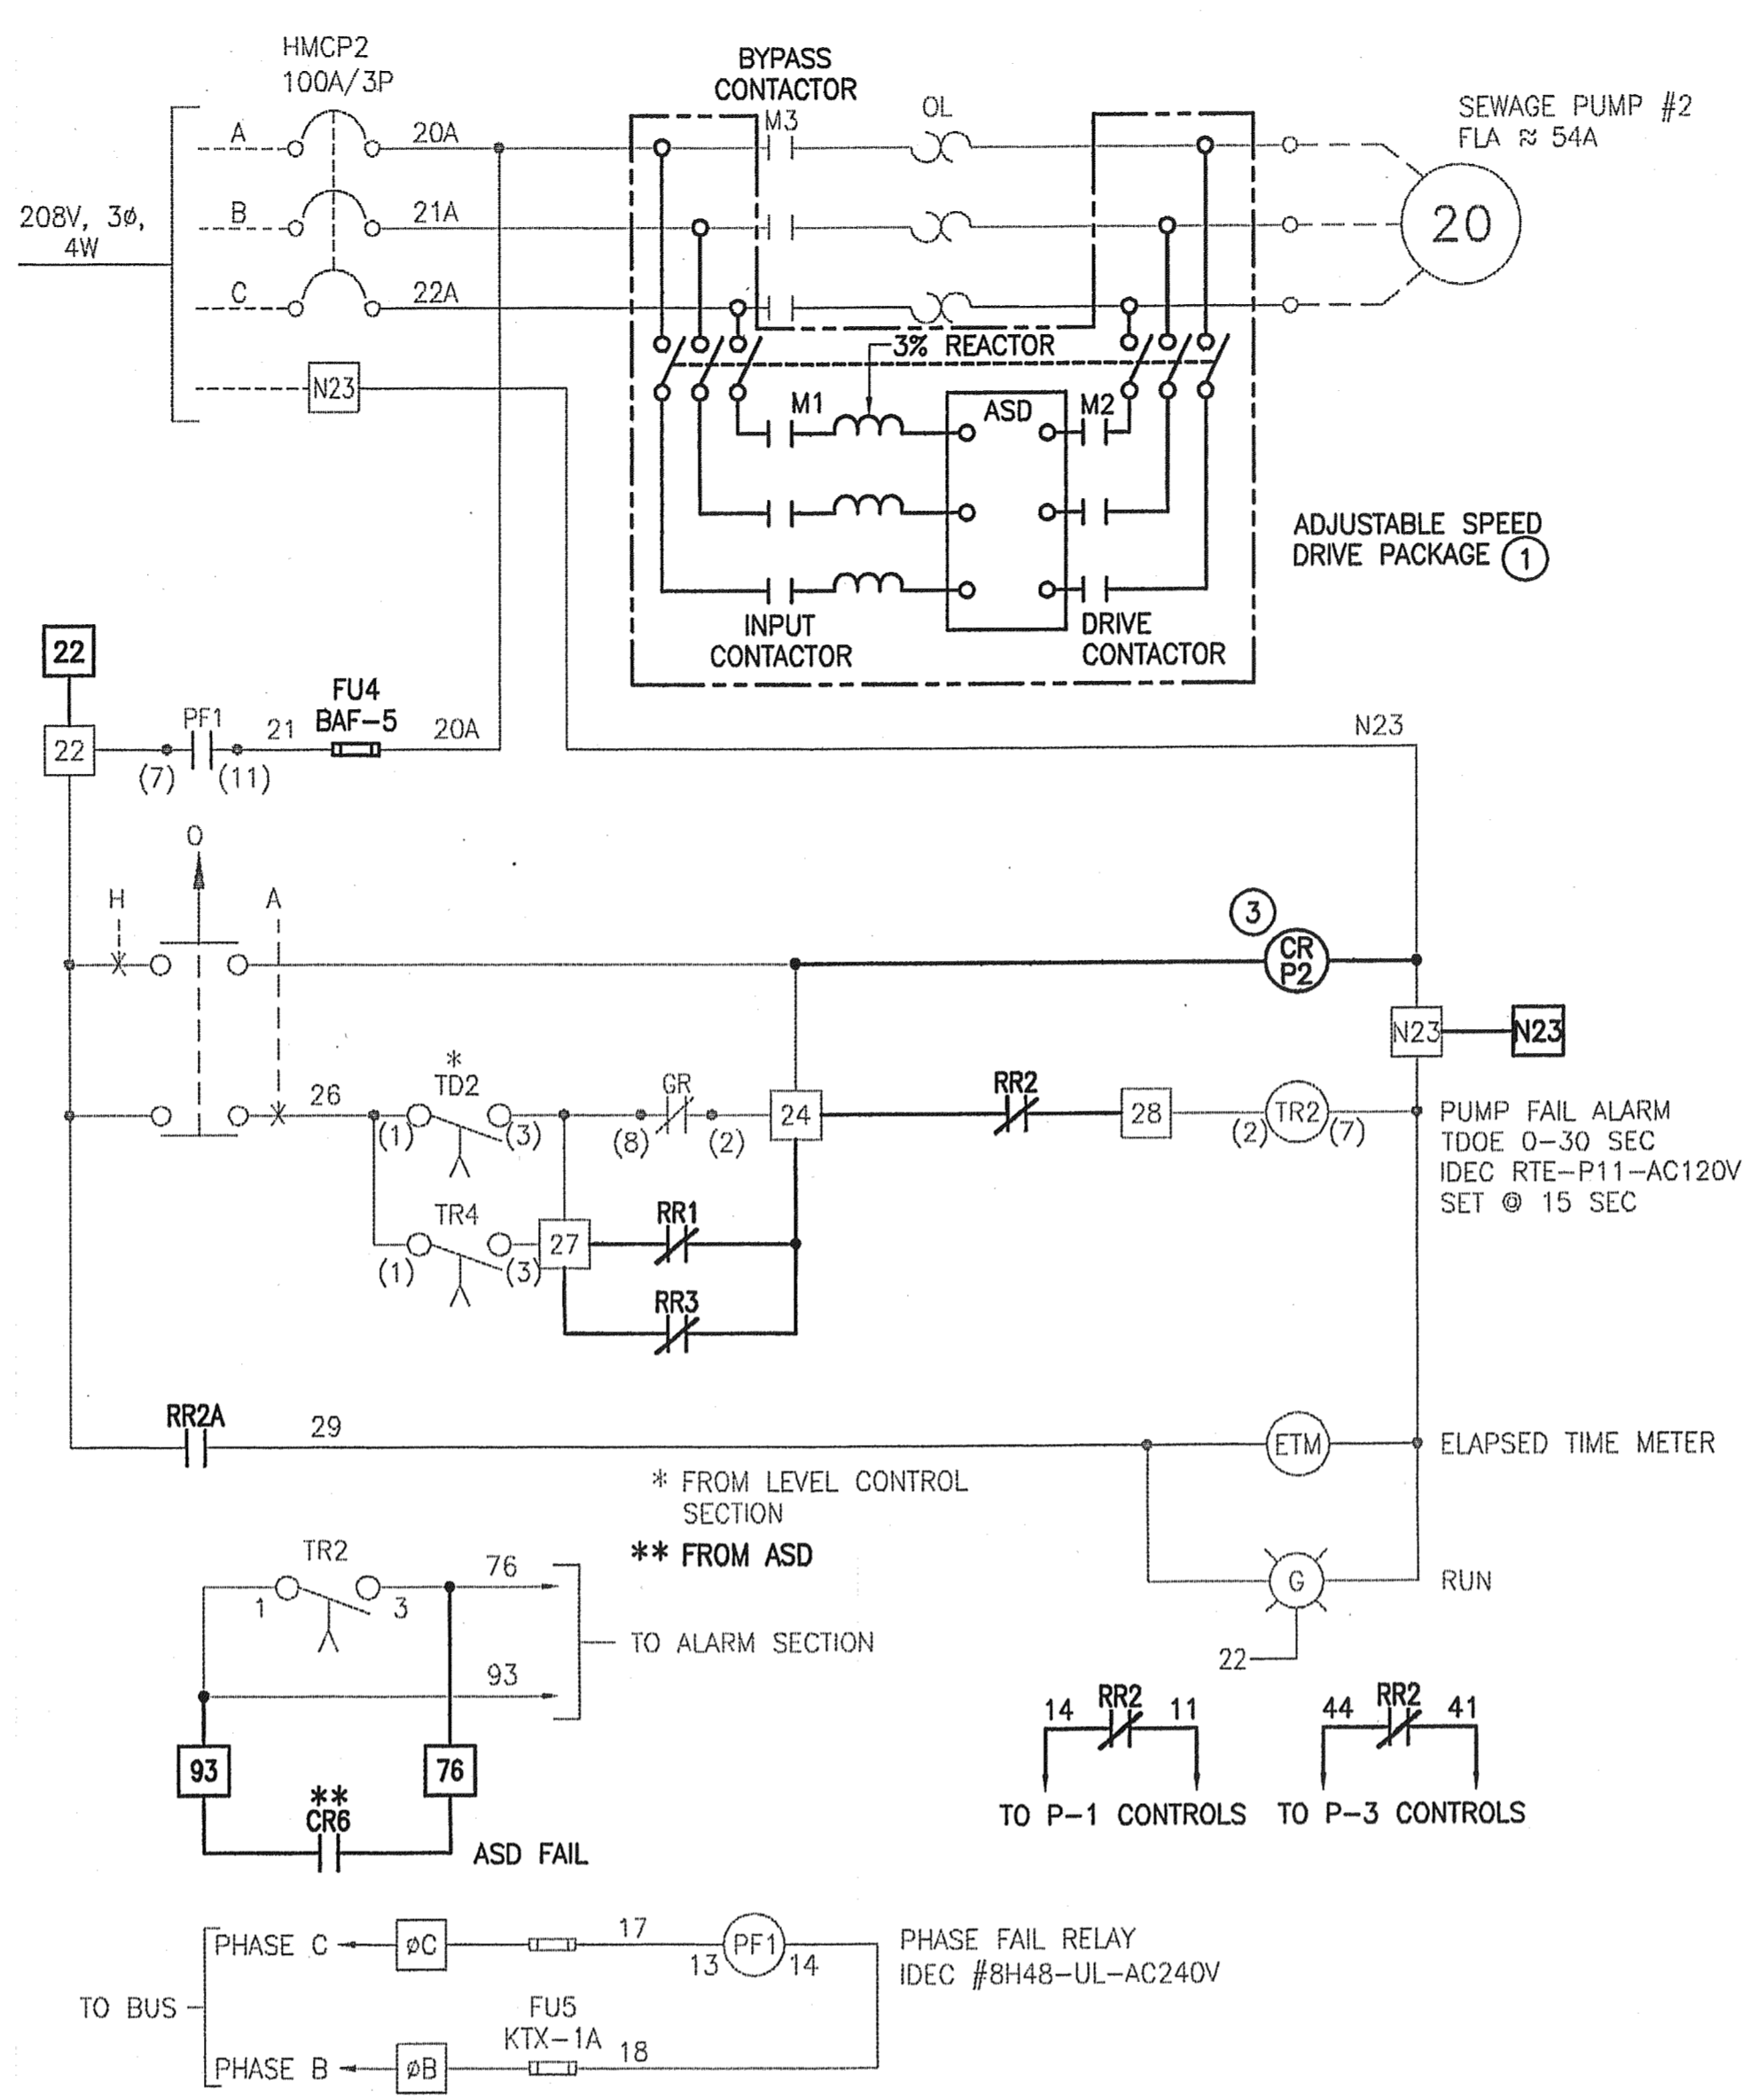 HMCP2
100A/3P
BYPASS
CONTACTOR
M3
OL
SEWAGE PUMP #2
FLA ≈ 54A
A
20A
208V, 3ø,
4W
B
21A
20
C
22A
3% REACTOR
N23
M1
ASD
M2
ADJUSTABLE SPEED
DRIVE PACKAGE 1
INPUT
CONTACTOR
DRIVE
CONTACTOR
22
FU4
BAF-5
PF1
21
20A
N23
22
(7)
(11)
O
H
A
3
CR
P2
N23
N23
*
TD2
26
GR
RR2
24
28
TR2
(1)
(3)
(8)
(2)
(2)
(7)
PUMP FAIL ALARM
TDOE 0-30 SEC
IDEC RTE-P11-AC120V
SET @ 15 SEC
TR4
RR1
27
(1)
(3)
RR3
RR2A
29
ETM
ELAPSED TIME METER
* FROM LEVEL CONTROL
SECTION
** FROM ASD
TR2
76
1
3
G
RUN
TO ALARM SECTION
93
22
14
RR2
11
44
RR2
41
93
76
**
CR6
TO P-1 CONTROLS
TO P-3 CONTROLS
ASD FAIL
PHASE C
øC
17
13
PF1
14
PHASE FAIL RELAY
IDEC #8H48-UL-AC240V
TO BUS
FU5
KTX-1A
18
PHASE B
øB